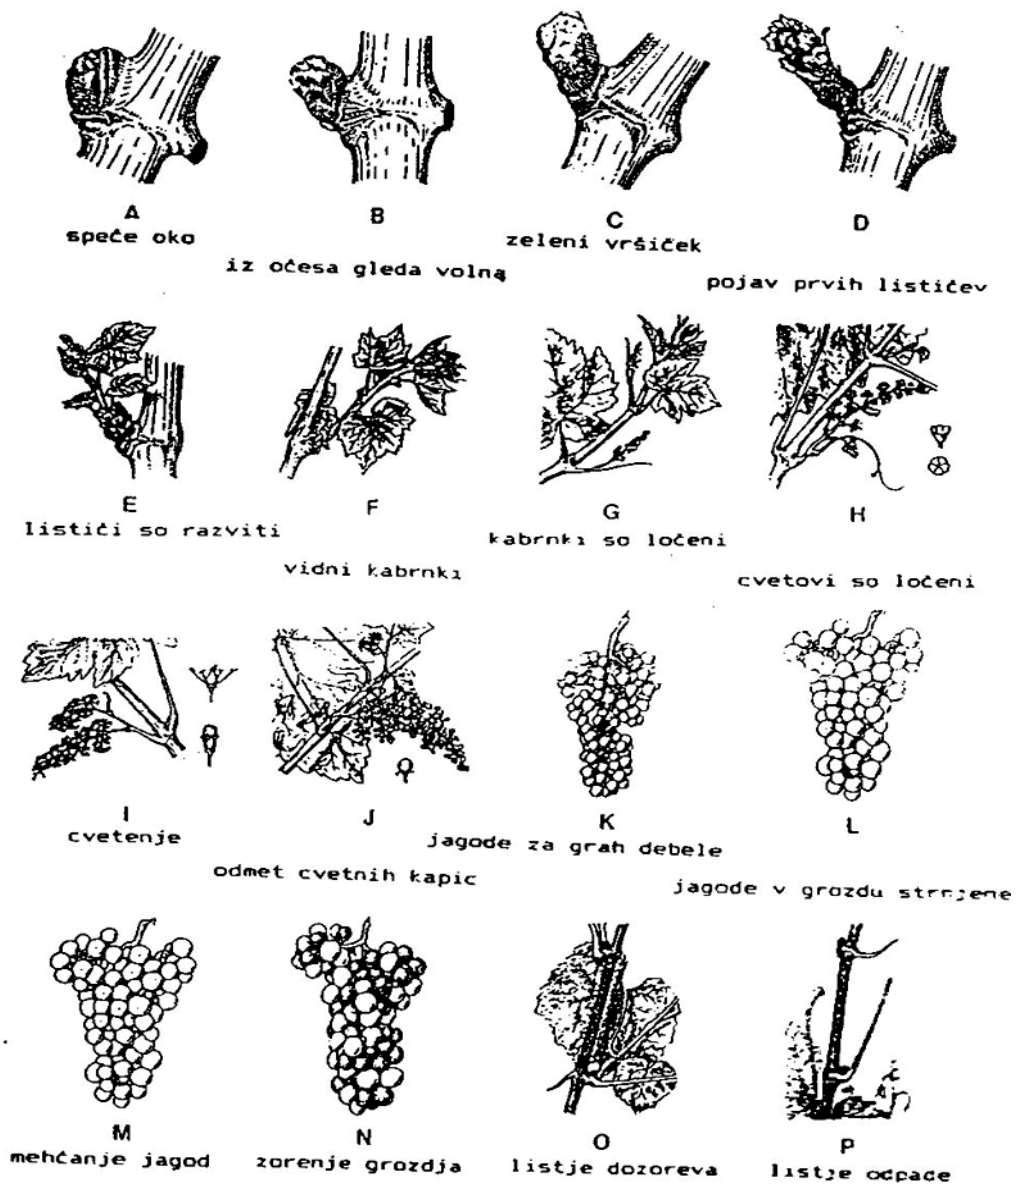 A
speče oko
B
iz očesa gleda volna
C
zeleni vršiček
D
pojav prvih lističev
E
lističi so razviti
F
vidni kabrnki
G
kabrnki so ločeni
H
cvetovi so ločeni
I
cvetenje
J
odmet cvetnih kapic
K
jagode za grah debele
L
jagode v grozdu strnjene
M
mehčanje jagod
N
zorenje grozdja
O
listje dozoreva
P
listje odpade